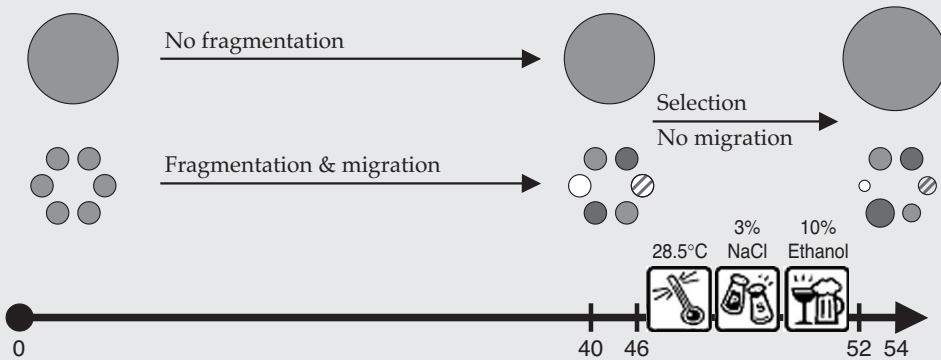 No fragmentation
Selection
No migration
Fragmentation & migration
28.5°C
3%
NaCl
10%
Ethanol
0
40
46
52
54